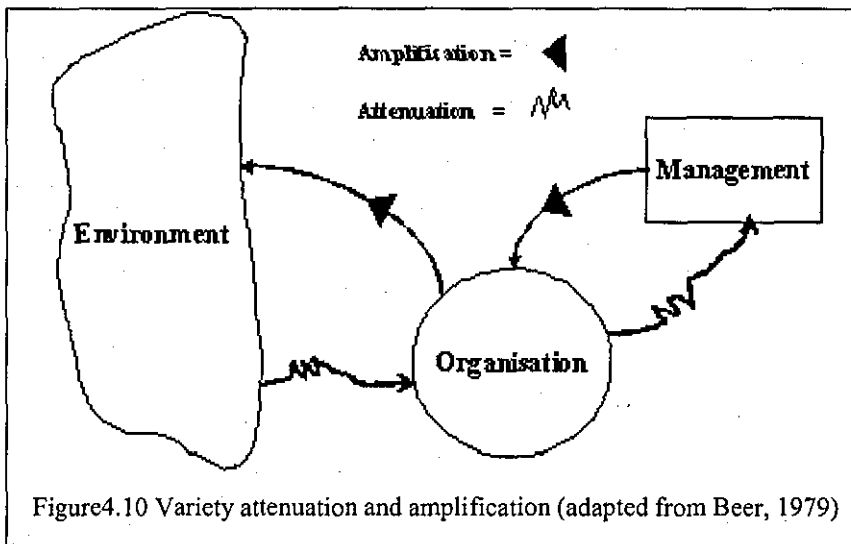 Amplification =
Attenuation =
Management
Environment
Organisation
Figure4.10 Variety attenuation and amplification (adapted from Beer, 1979)